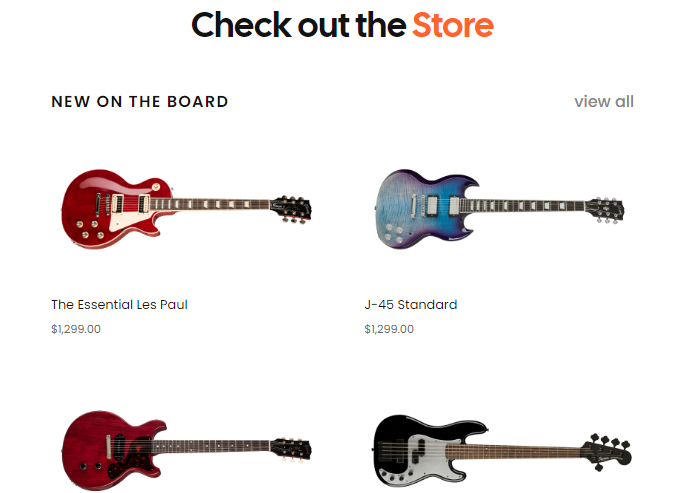 Check out the Store
NEW ON THE BOARD
view all
The Essential Les Paul
J-45 Standard
$1,299.00
$1,299.00